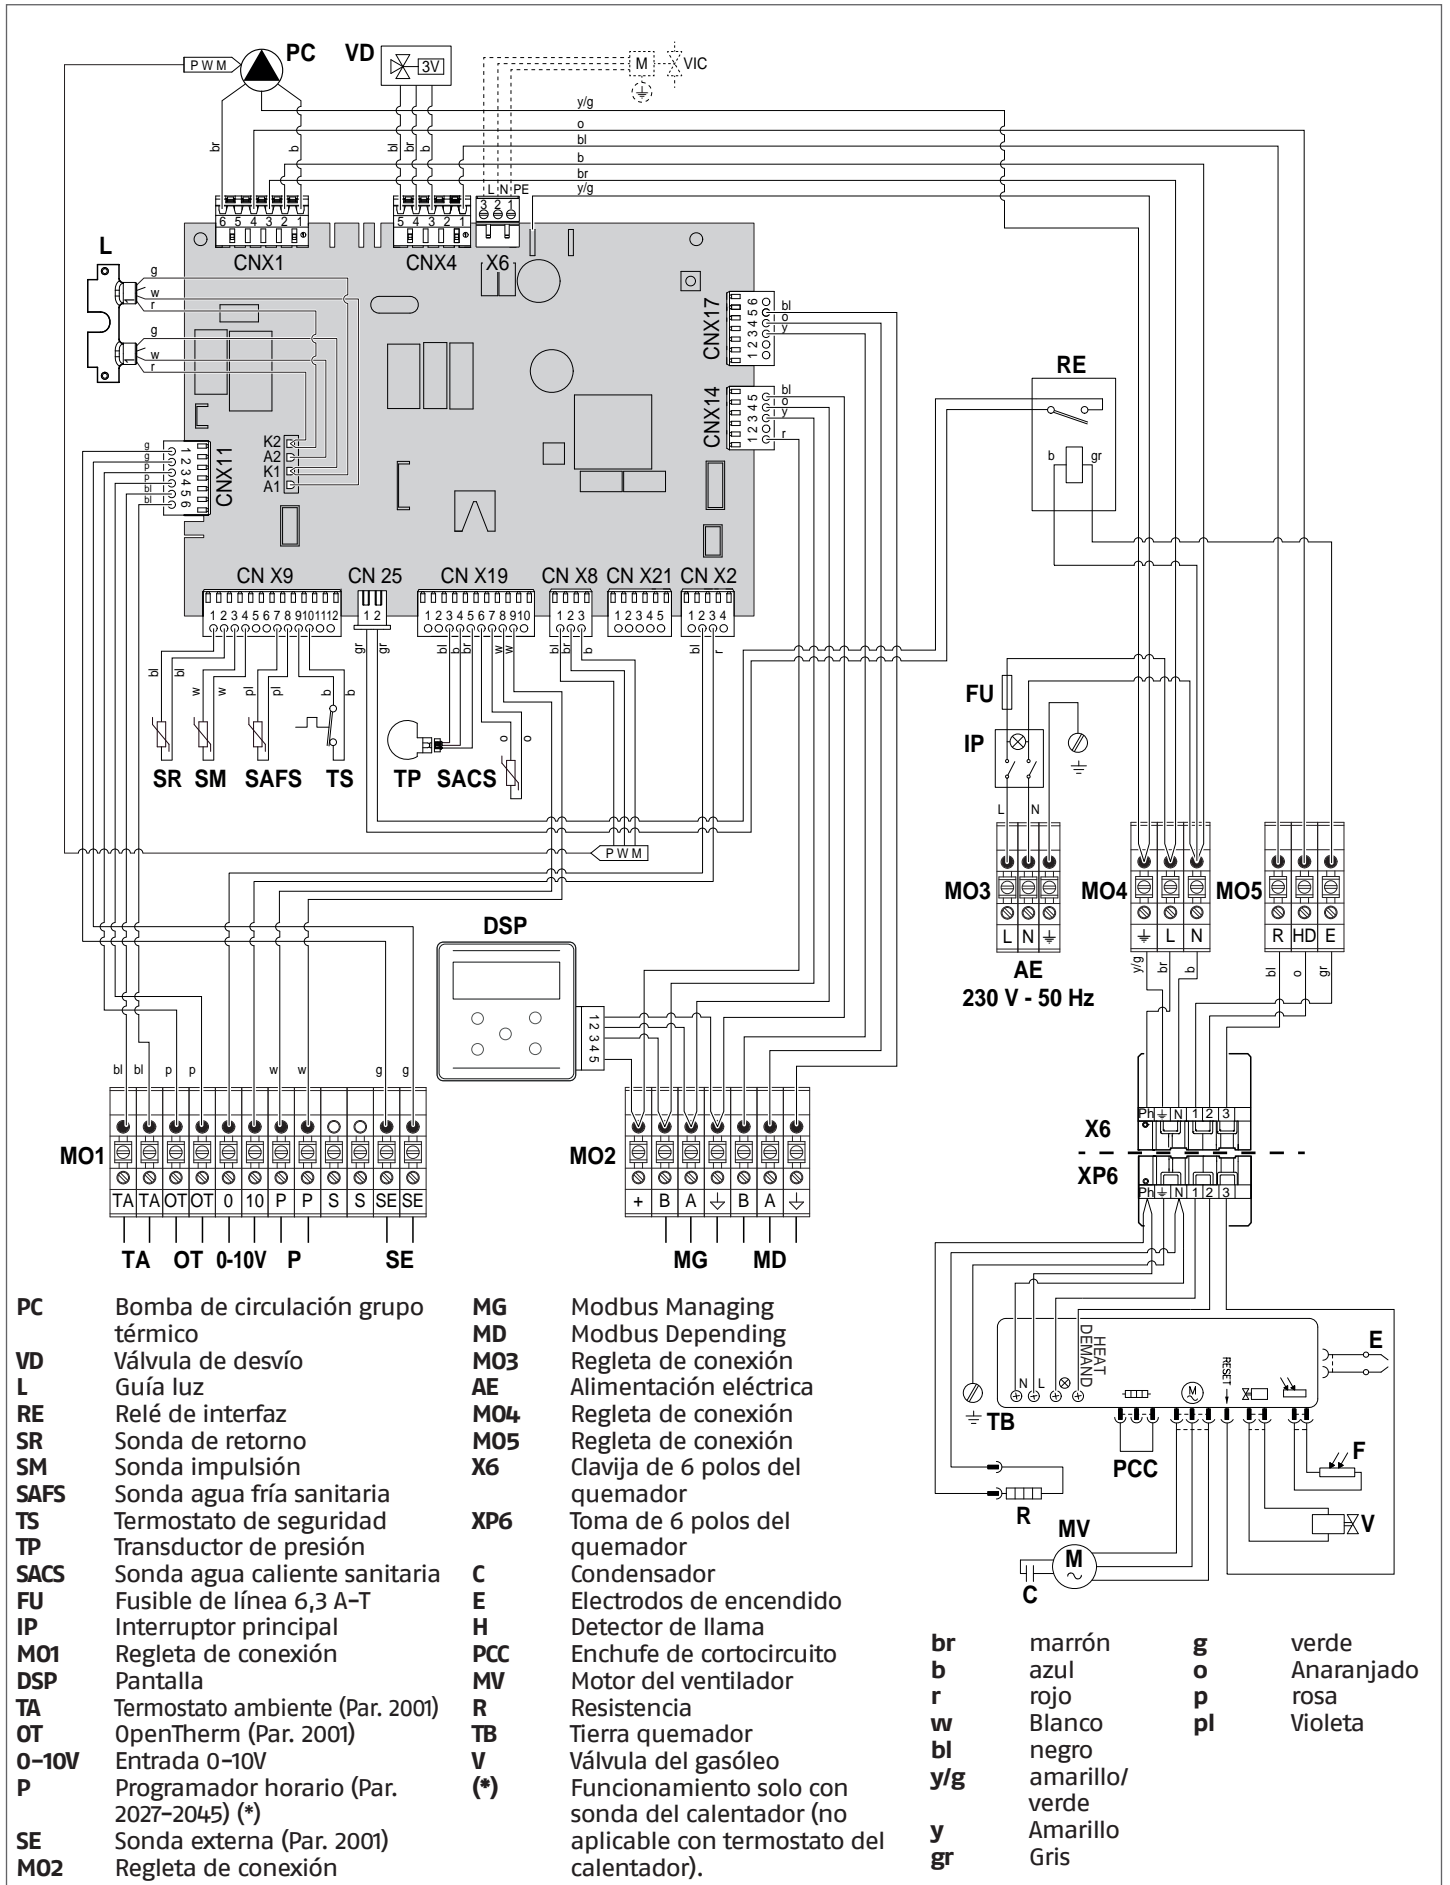 PC
VD
PWM
3V
M
VIC
y/g
o
bl
b
br
y/g
br
b
bl
br
b
L N PE
6 5 4 3 2 1
5 4 3 2 1
3 2 1
CNX1
CNX4
X6
L
g
w
r
g
w
r
CNX17
1 2 3 4 5 6
bl
o
y
RE
CNX14
1 2 3 4 5
bl
o
y
r
b
gr
K2
A2
K1
A1
CNX11
1 2 3 4 5 6
g
g
p
p
bl
bl
CN X9
CN 25
CN X19
CN X8
CN X21
CN X2
1 2 3 4 5 6 7 8 9 10 11 12
1 2
1 2 3 4 5 6 7 8 9 10
1 2 3
1 2 3 4 5
1 2 3 4
bl
bl
w
w
pl
pl
b
b
gr
gr
bl
b
br
w
w
o
o
bl
br
b
bl
r
SR
SM
SAFS
TS
TP
SACS
FU
IP
L
N
PWM
MO3
MO4
MO5
L N
L N
R HD E
AE
230 V - 50 Hz
y/g
br
b
bl
o
gr
DSP
1 2 3 4 5
bl
bl
p
p
w
w
g
g
MO1
TA TA OT OT 0 10 P P S S SE SE
TA
OT
0-10V
P
SE
MO2
+ B A B A
MG
MD
Ph N 1 2 3
X6
XP6
Ph N 1 2 3
HEAT DEMAND
N L
RESET
M
E
TB
PCC
F
R
MV
M
V
C
PC Bomba de circulación grupo
térmico
VD Válvula de desvío
L Guía luz
RE Relé de interfaz
SR Sonda de retorno
SM Sonda impulsión
SAFS Sonda agua fría sanitaria
TS Termostato de seguridad
TP Transductor de presión
SACS Sonda agua caliente sanitaria
FU Fusible de línea 6,3 A-T
IP Interruptor principal
MO1 Regleta de conexión
DSP Pantalla
TA Termostato ambiente (Par. 2001)
OT OpenTherm (Par. 2001)
0-10V Entrada 0-10V
P Programador horario (Par.
2027-2045) (*)
SE Sonda externa (Par. 2001)
MO2 Regleta de conexión
MG Modbus Managing
MD Modbus Depending
MO3 Regleta de conexión
AE Alimentación eléctrica
MO4 Regleta de conexión
MO5 Regleta de conexión
X6 Clavija de 6 polos del
quemador
XP6 Toma de 6 polos del
quemador
C Condensador
E Electrodos de encendido
H Detector de llama
PCC Enchufe de cortocircuito
MV Motor del ventilador
R Resistencia
TB Tierra quemador
V Válvula del gasóleo
(*) Funcionamiento solo con
sonda del calentador (no
aplicable con termostato del
calentador).
br marrón
b azul
r rojo
w Blanco
bl negro
y/g amarillo/
verde
y Amarillo
gr Gris
g verde
o Anaranjado
p rosa
pl Violeta